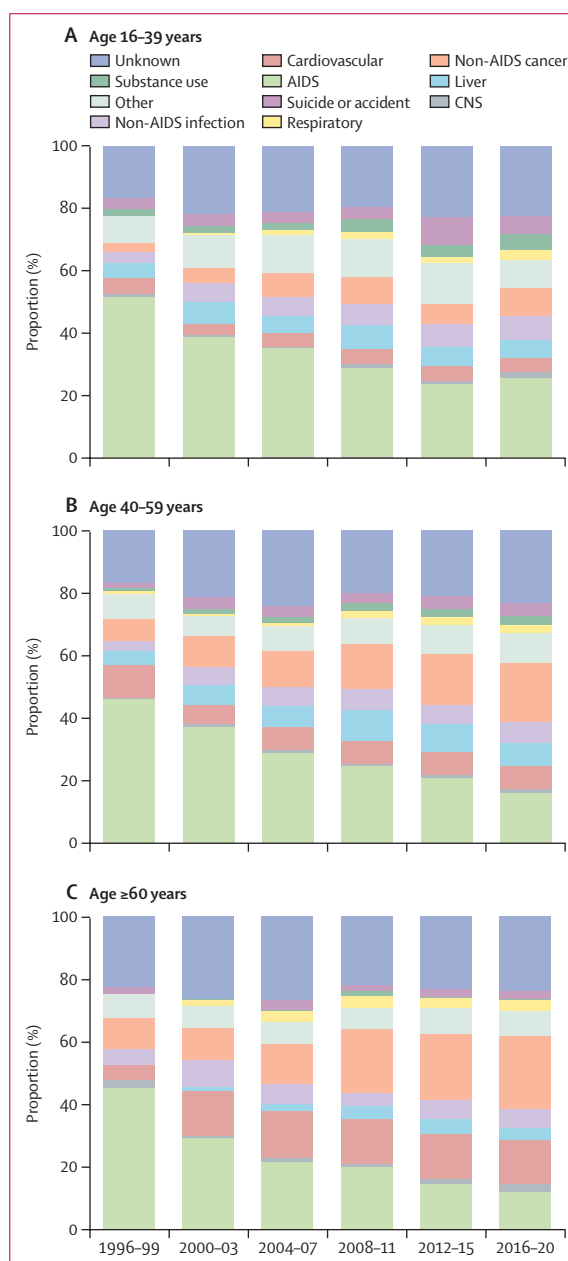 A Age 16–39 years
Unknown Cardiovascular Non-AIDS cancer
Substance use AIDS Liver
Other Suicide or accident CNS
Non-AIDS infection Respiratory
100
80
60
40
20
0
Proportion (%)
B Age 40–59 years
100
80
60
40
20
0
Proportion (%)
C Age ≥60 years
100
80
60
40
20
0
Proportion (%)
1996–99 2000–03 2004–07 2008–11 2012–15 2016–20